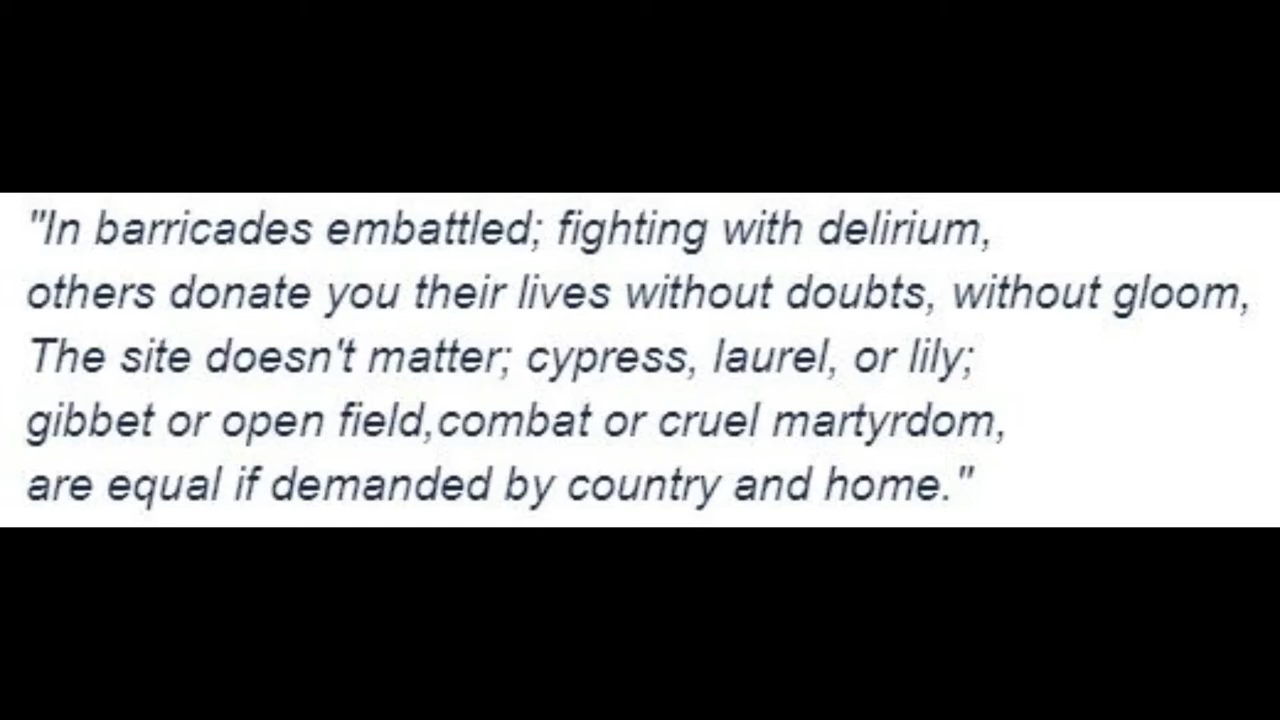 "In barricades embattled; fighting with delirium,
others donate you their lives without doubts, without gloom,
The site doesn't matter; cypress, laurel, or lily;
gibbet or open field,combat or cruel martyrdom,
are equal if demanded by country and home."